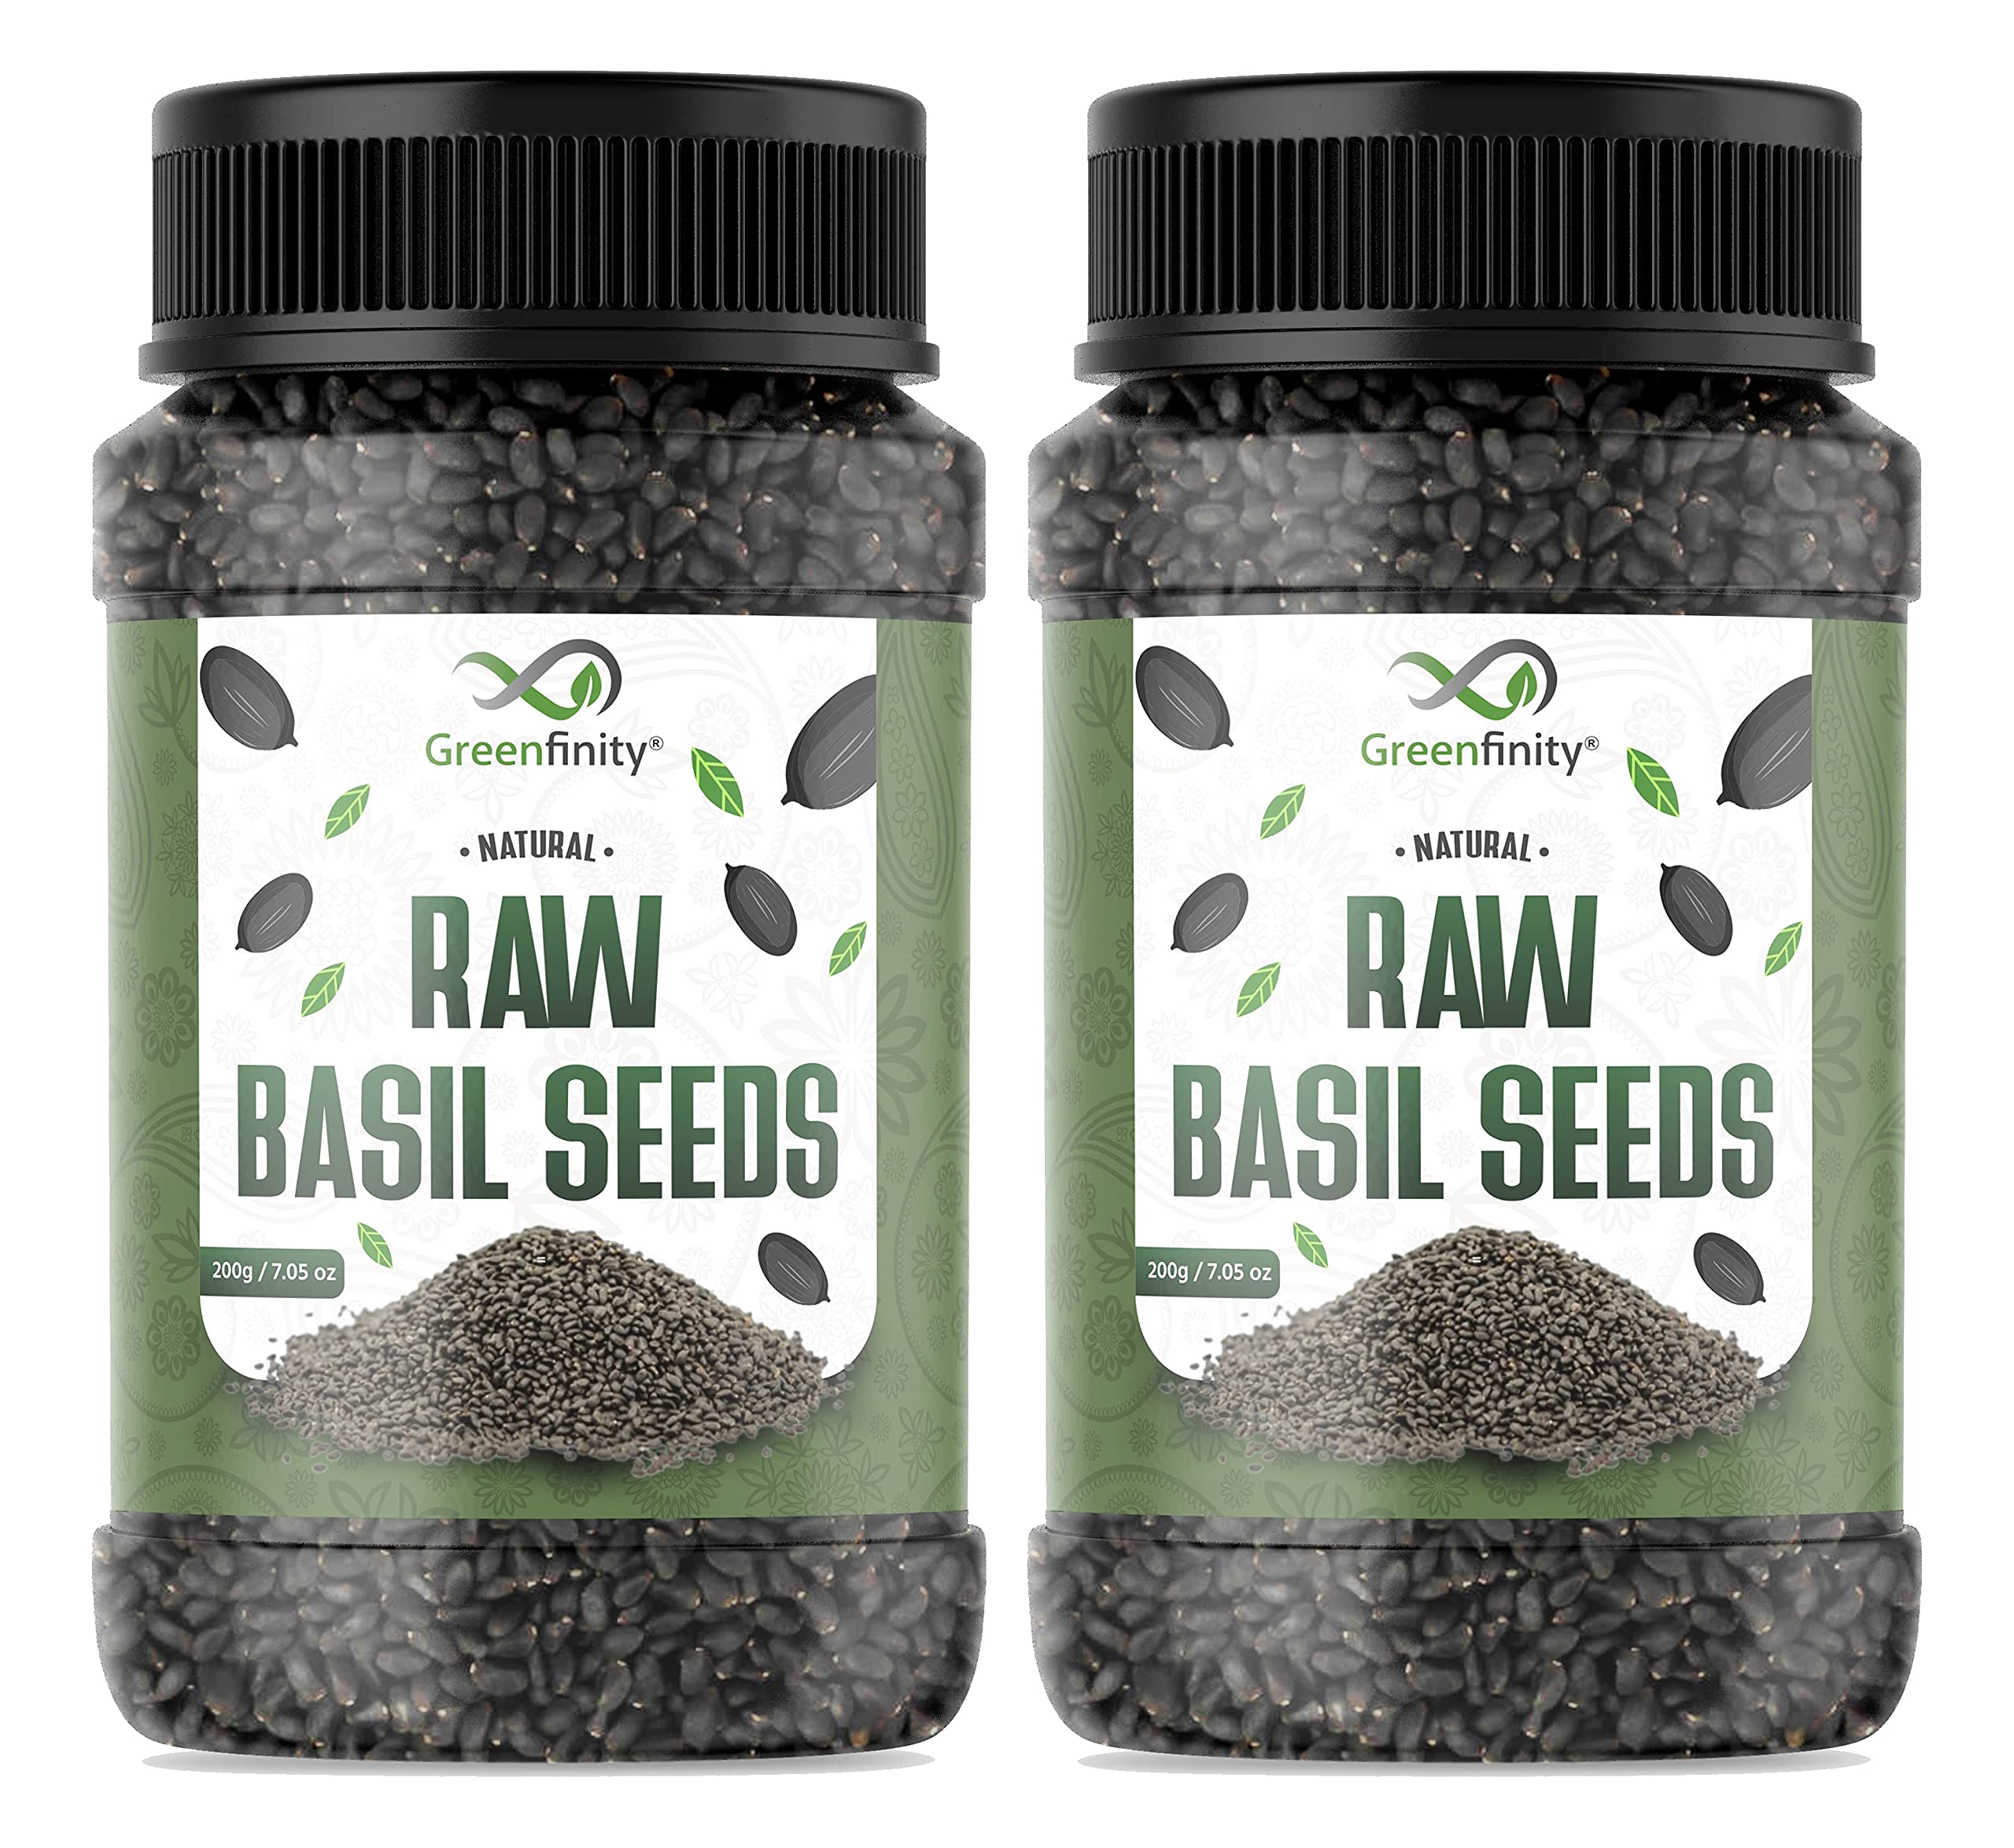 Greenfinity®
• NATURAL •
RAW
BASIL SEEDS
200g / 7.05 oz
Greenfinity®
• NATURAL •
RAW
BASIL SEEDS
200g / 7.05 oz